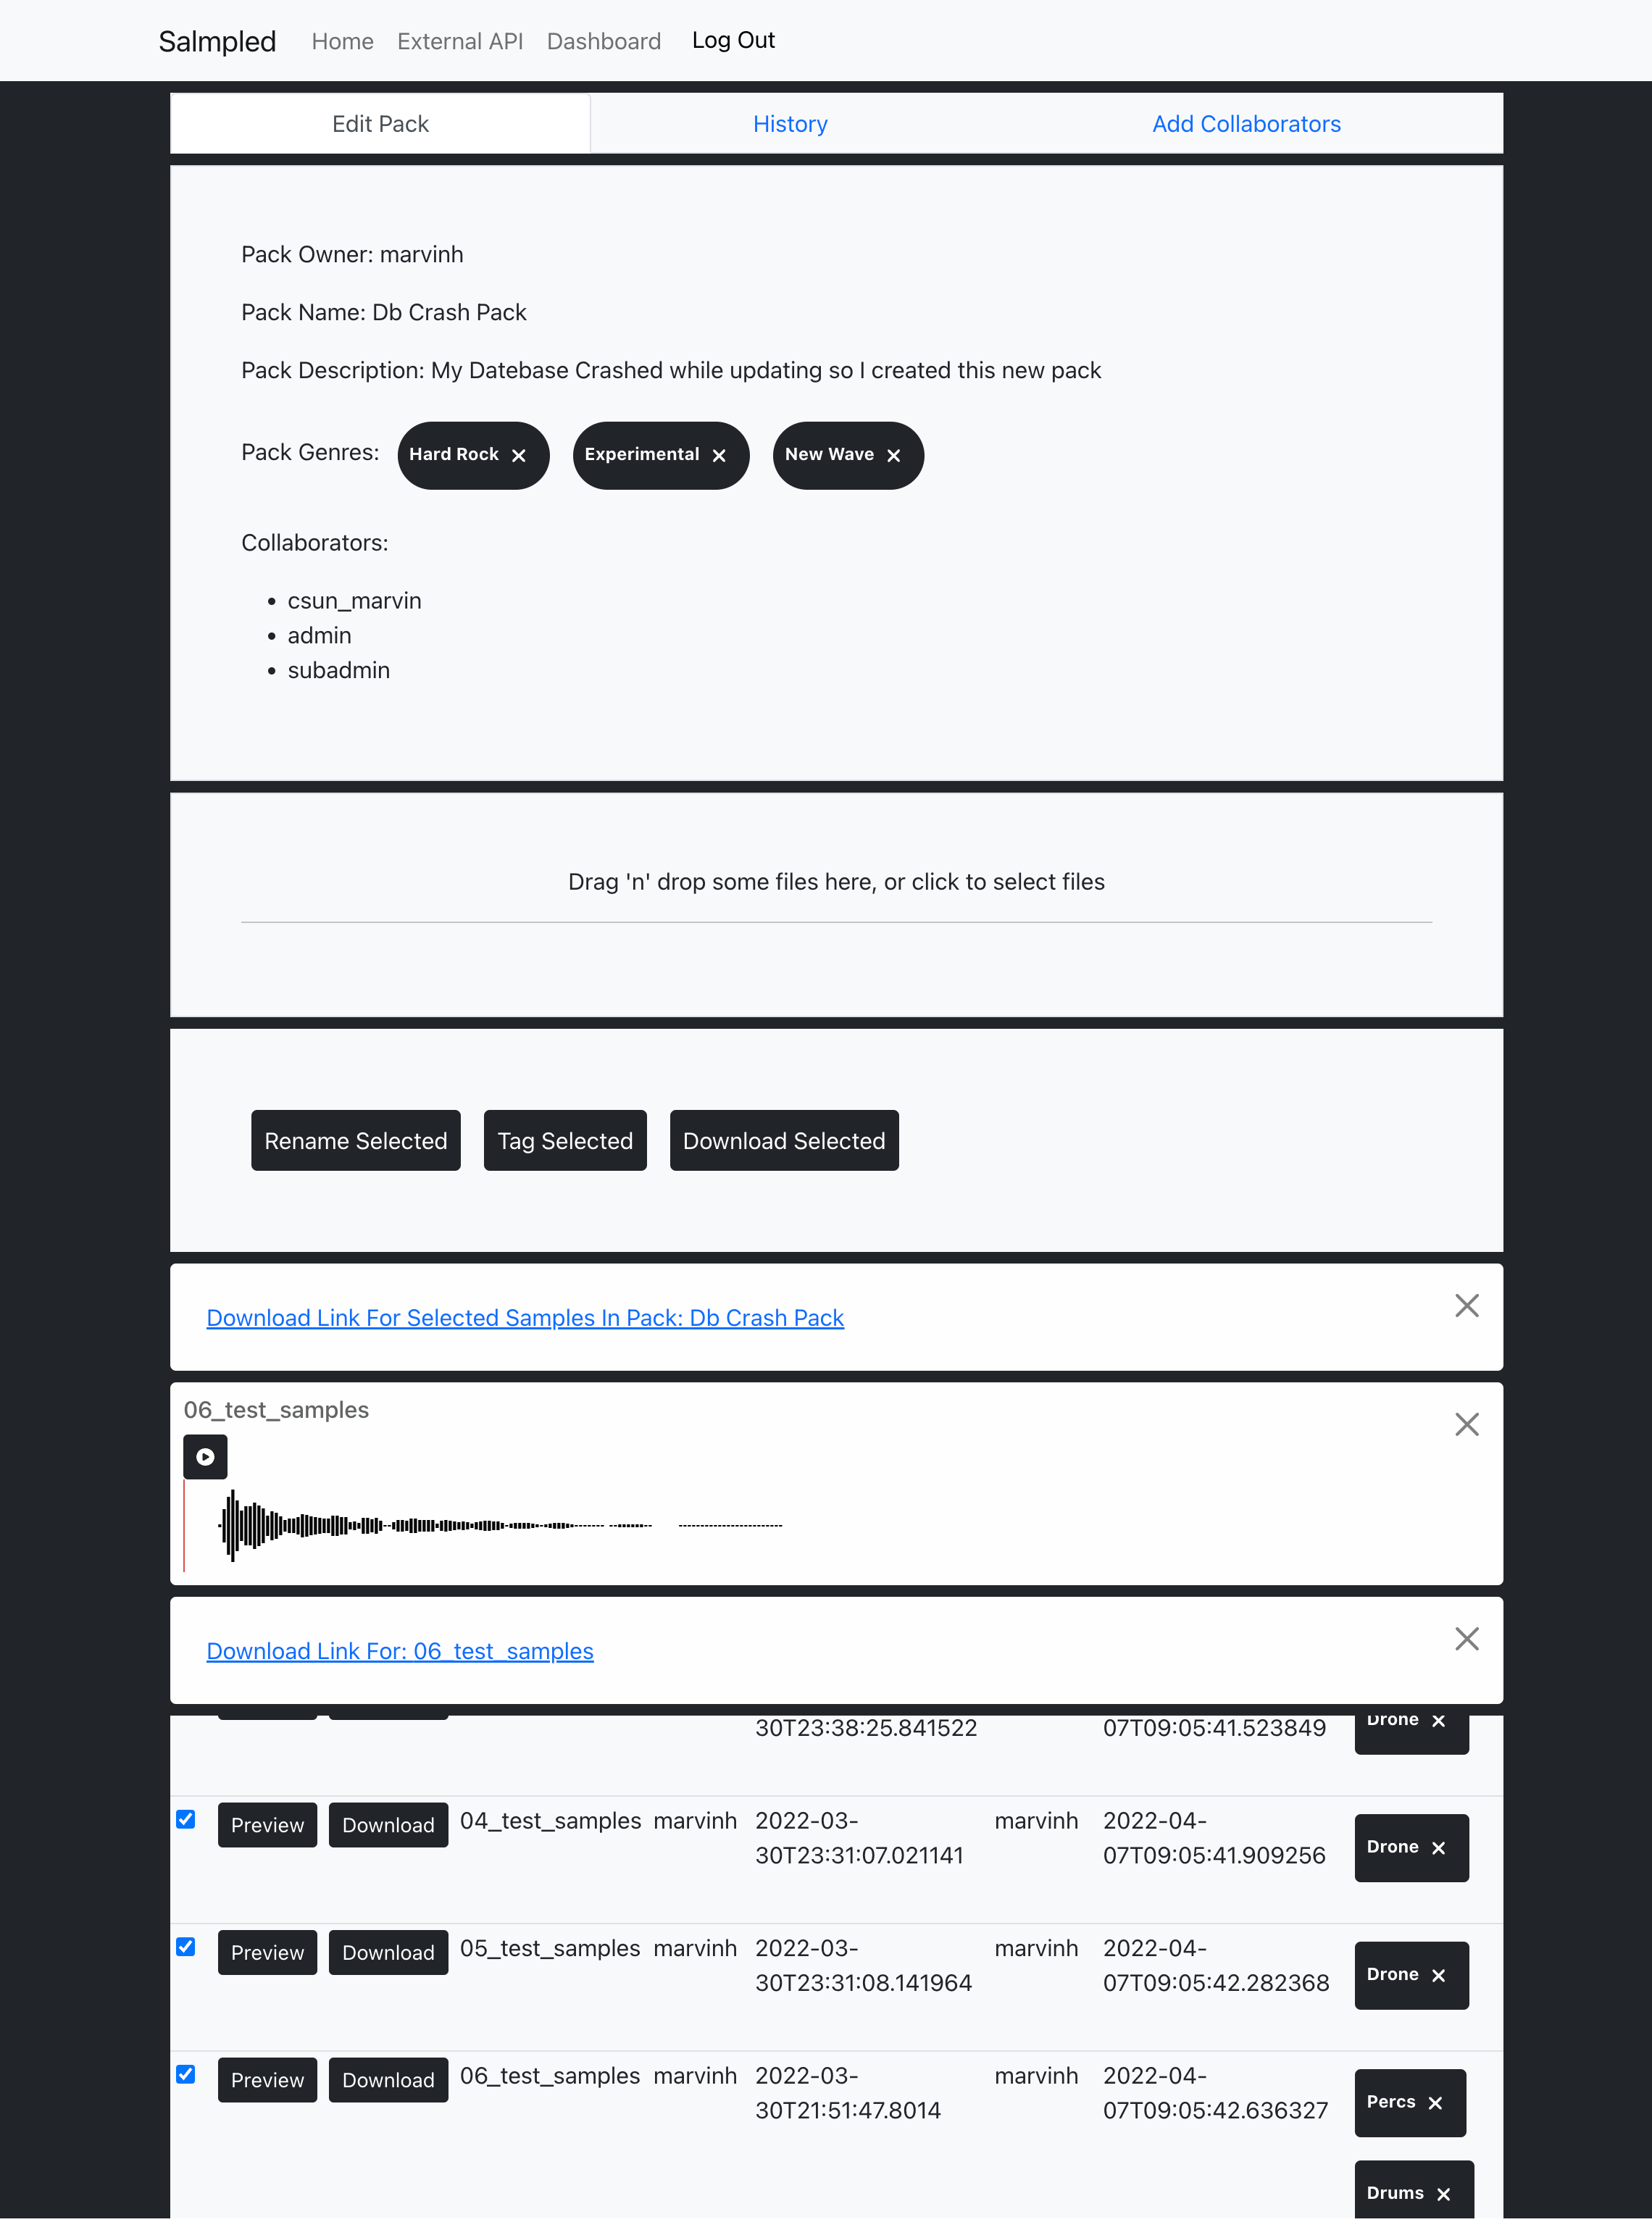 Salmpled Home External API Dashboard Log Out
Edit Pack History Add Collaborators
Pack Owner: marvinh
Pack Name: Db Crash Pack
Pack Description: My Datebase Crashed while updating so I created this new pack
Pack Genres: Hard Rock Experimental New Wave
Collaborators:
• csun_marvin
• admin
• subadmin
Drag 'n' drop some files here, or click to select files
Rename Selected Tag Selected Download Selected
Download Link For Selected Samples In Pack: Db Crash Pack
06_test_samples
Download Link For: 06_test_samples
30T23:38:25.841522 07T09:05:41.523849 Drone
Preview Download 04_test_samples marvinh 2022-03- marvinh 2022-04-
30T23:31:07.021141 07T09:05:41.909256 Drone
Preview Download 05_test_samples marvinh 2022-03- marvinh 2022-04-
30T23:31:08.141964 07T09:05:42.282368 Drone
Preview Download 06_test_samples marvinh 2022-03- marvinh 2022-04-
30T21:51:47.8014 07T09:05:42.636327 Percs
Drums